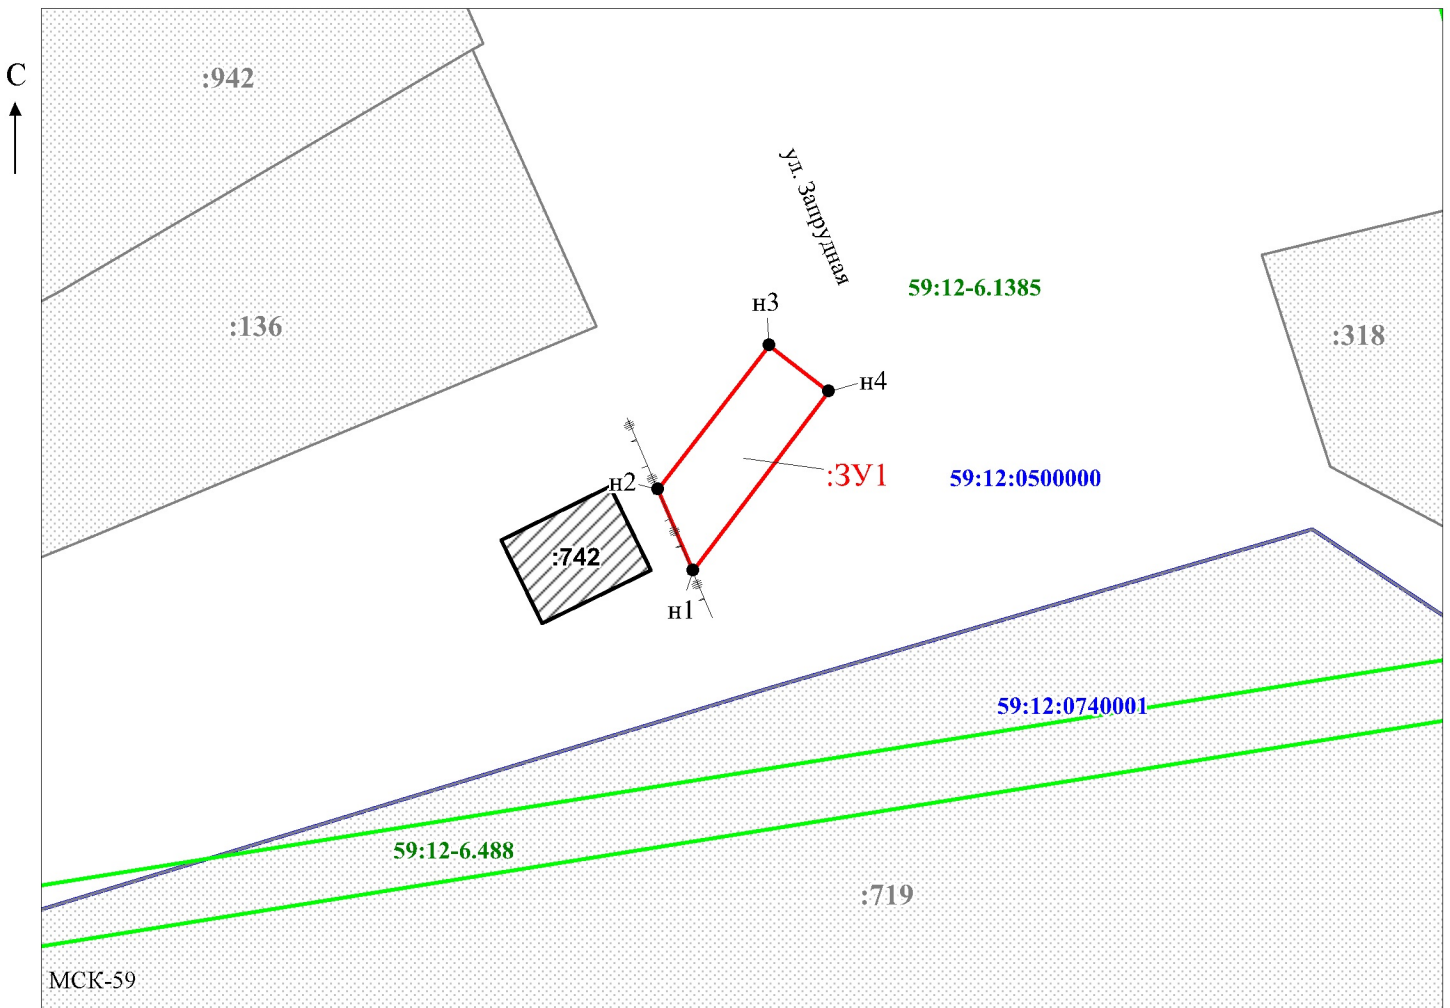 С
:942
ул. Запрудная
59:12-6.1385
н3
:136
:318
н4
:ЗУ1
59:12:0500000
н2
:742
н1
59:12:0740001
59:12-6.488
:719
МСК-59